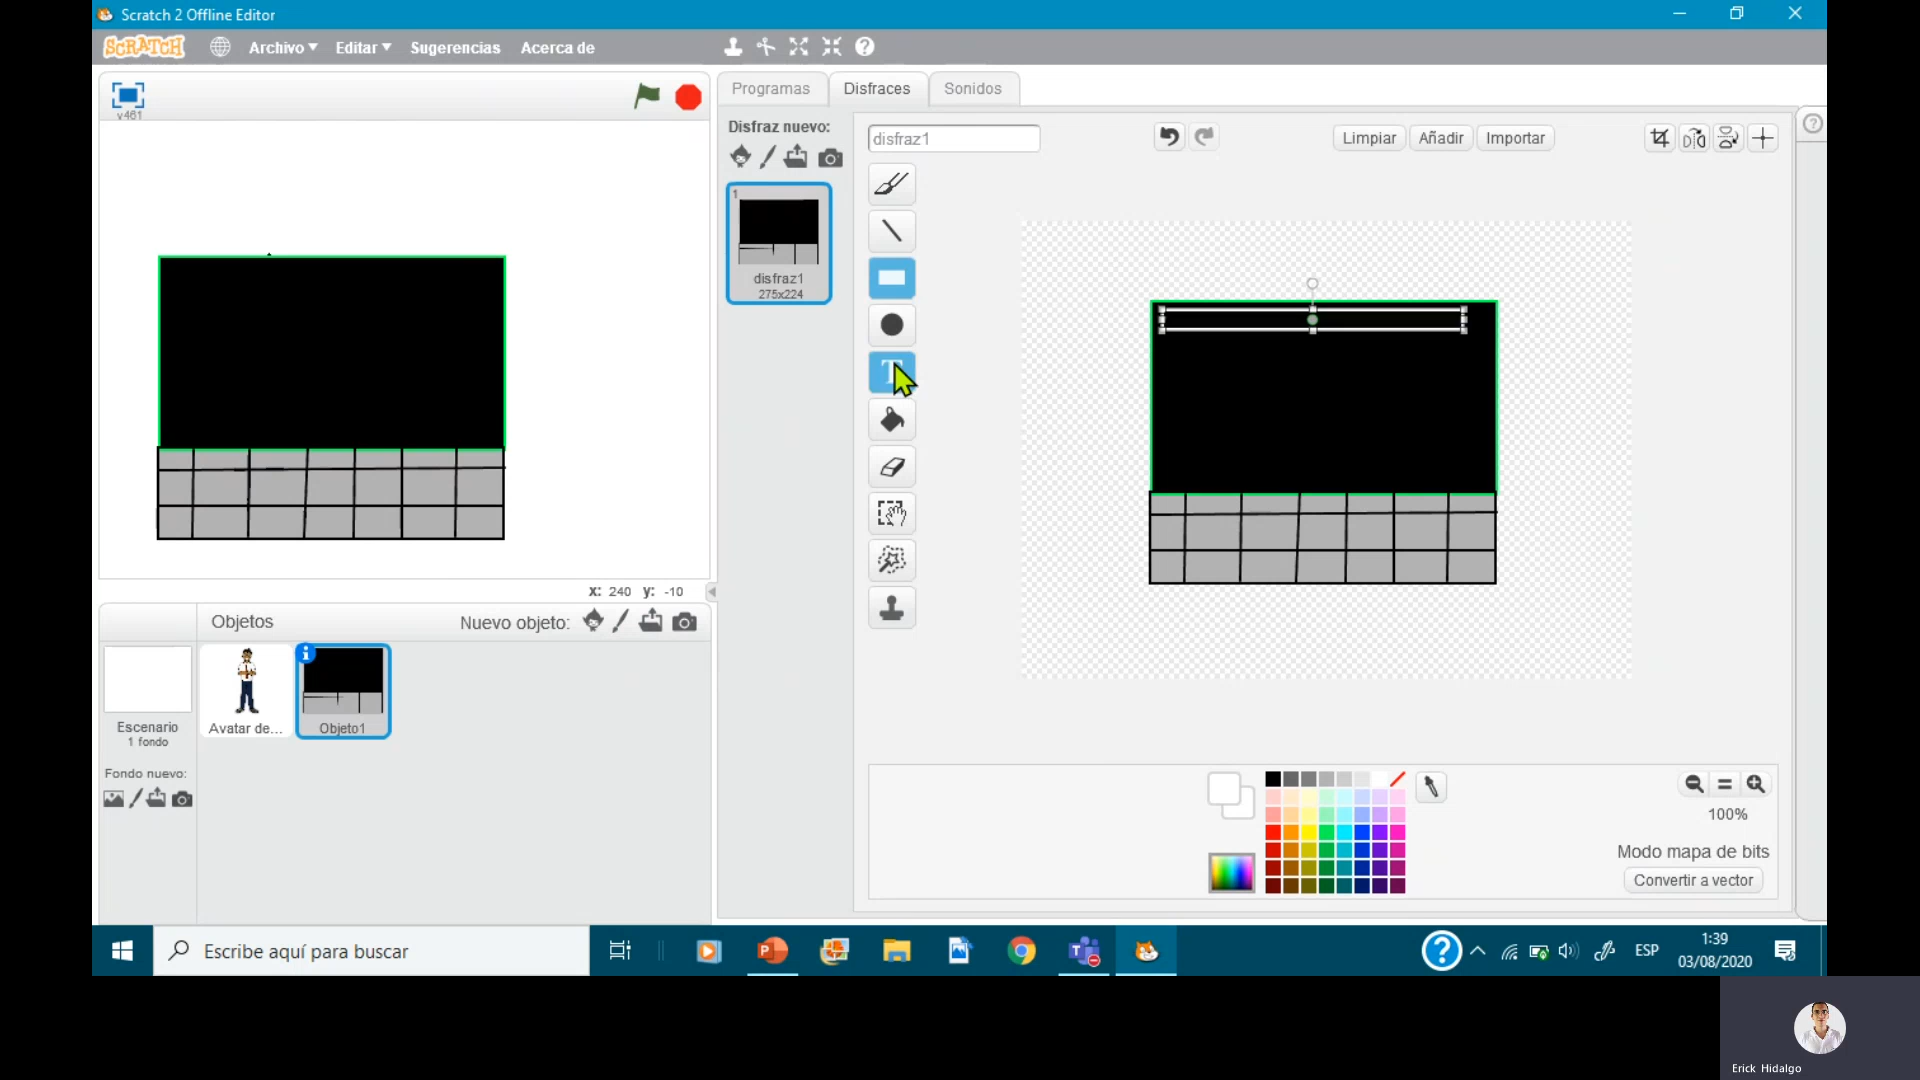 Scratch 2 Offline Editor
SCRATCH Archivo Editar Sugerencias Acerca de
v461
Programas Disfraces Sonidos
Disfraz nuevo:
disfraz1
Limpiar Añadir Importar
1
disfraz1
275x224
X: 240 y: -10
Objetos Nuevo objeto:
Escenario
1 fondo
Avatar de...
Objeto1
Fondo nuevo:
100%
Modo mapa de bits
Convertir a vector
Escribe aquí para buscar
ESP
1:39
03/08/2020
Erick Hidalgo